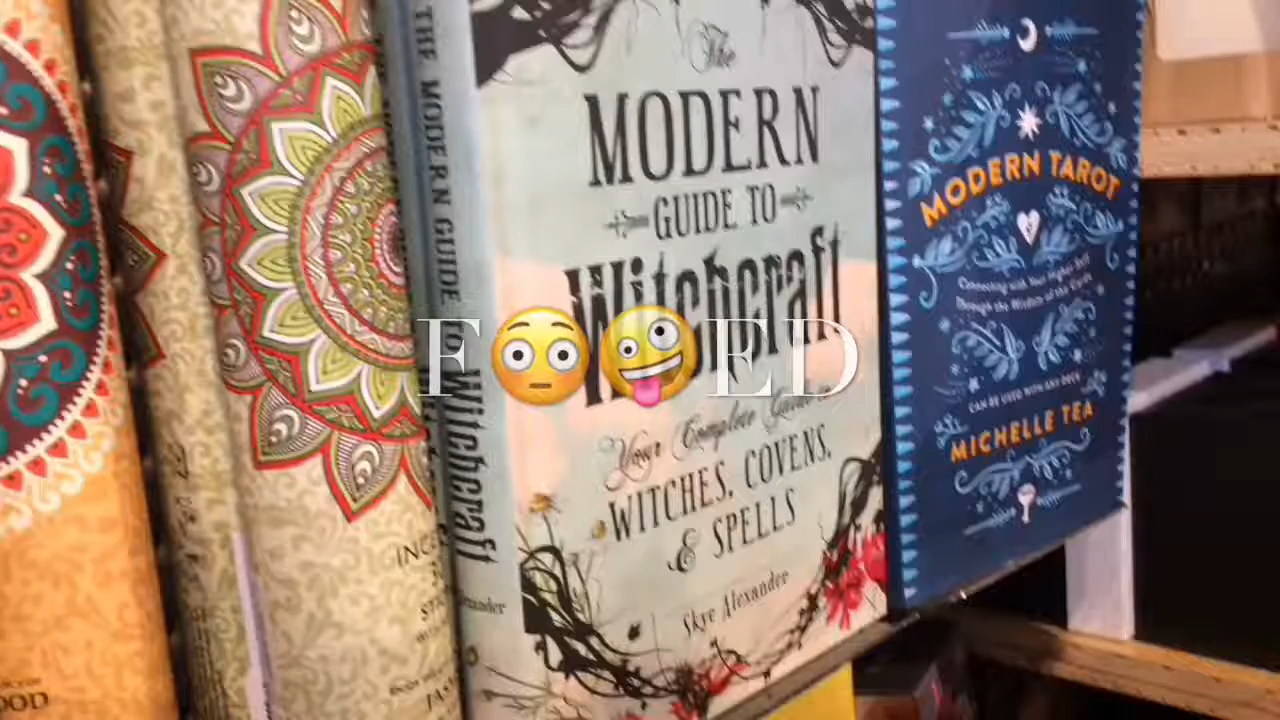 THE MODERN GUIDE TO Witchcraft
The
MODERN
GUIDE TO
Witchcraft
Your Complete Guide to
WITCHES, COVENS,
& SPELLS
Skye Alexander
MODERN TAROT
Connecting with Your Higher Self
Through the Wisdom of the Cards
CAN BE USED WITH ANY DECK
MICHELLE TEA
F😳🤪ED